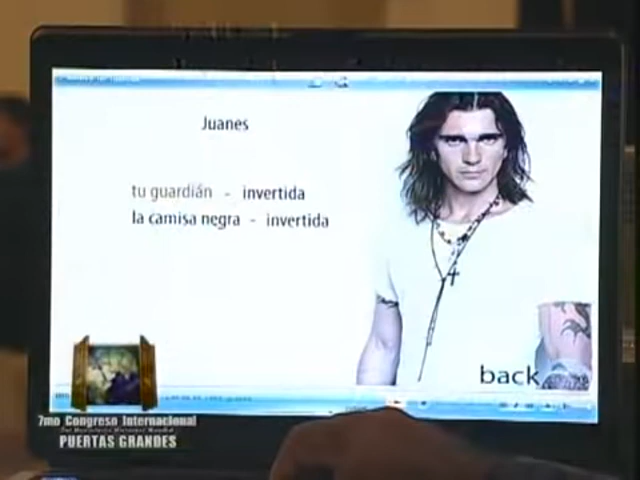 Juanes
tu guardián - invertida
la camisa negra - invertida
back
7mo Congreso Internacional
PUERTAS GRANDES